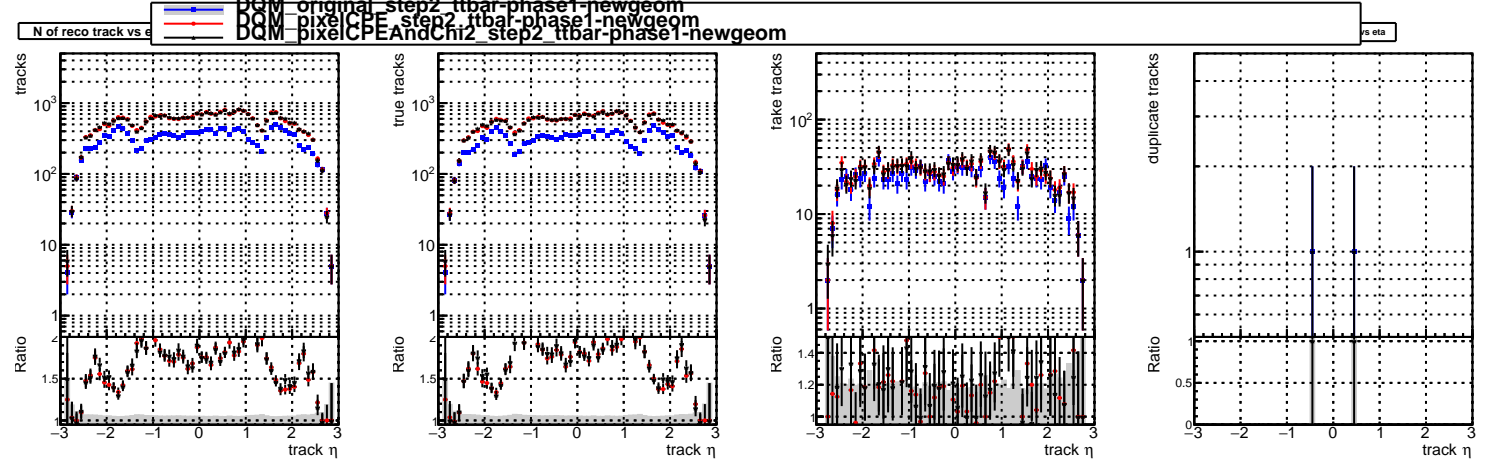 DQM_original_step2_ttbar-phase1-newgeom
DQM_pixelCPE_step2_ttbar-phase1-newgeom
DQM_pixelCPEAndChi2_step2_ttbar-phase1-newgeom
N of reco track vs
vs eta
tracks
10³
10²
10
1
Ratio
2
1.5
1
−3 −2 −1 0 1 2 3
track η
true tracks
10³
10²
10
1
Ratio
2
1.5
1
−3 −2 −1 0 1 2 3
track η
fake tracks
10²
10
1
Ratio
1.4
1.2
1
−3 −2 −1 0 1 2 3
track η
duplicate tracks
1
Ratio
1
0.5
0
−3 −2 −1 0 1 2 3
track η